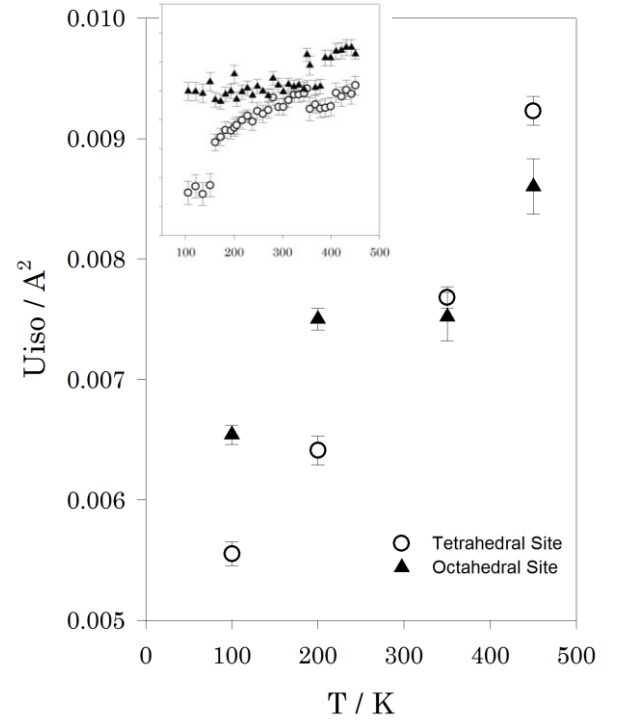 0.010
0.009
0.008
0.007
0.006
0.005
Uiso / A²
100 200 300 400 500
Tetrahedral Site
Octahedral Site
0 100 200 300 400 500
T / K